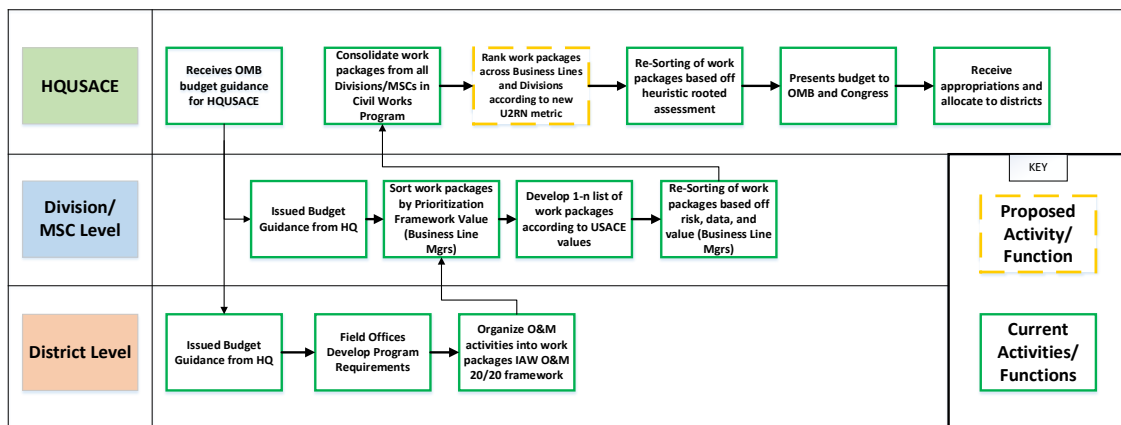 HQUSACE
Receives OMB
budget guidance
for HQUSACE
Consolidate work
packages from all
Divisions/MSCs in
Civil Works
Program
Rank work packages
across Business Lines
and Divisions
according to new
U2RN metric
Re-Sorting of work
packages based off
heuristic rooted
assessment
Presents budget to
OMB and Congress
Receive
appropriations and
allocate to districts
Division/
MSC Level
Issued Budget
Guidance from HQ
Sort work packages
by Prioritization
Framework Value
(Business Line
Mgrs)
Develop 1-n list of
work packages
according to USACE
values
Re-Sorting of work
packages based off
risk, data, and
value (Business Line
Mgrs)
KEY
Proposed
Activity/
Function
Current
Activities/
Functions
District Level
Issued Budget
Guidance from HQ
Field Offices
Develop Program
Requirements
Organize O&M
activities into work
packages IAW O&M
20/20 framework